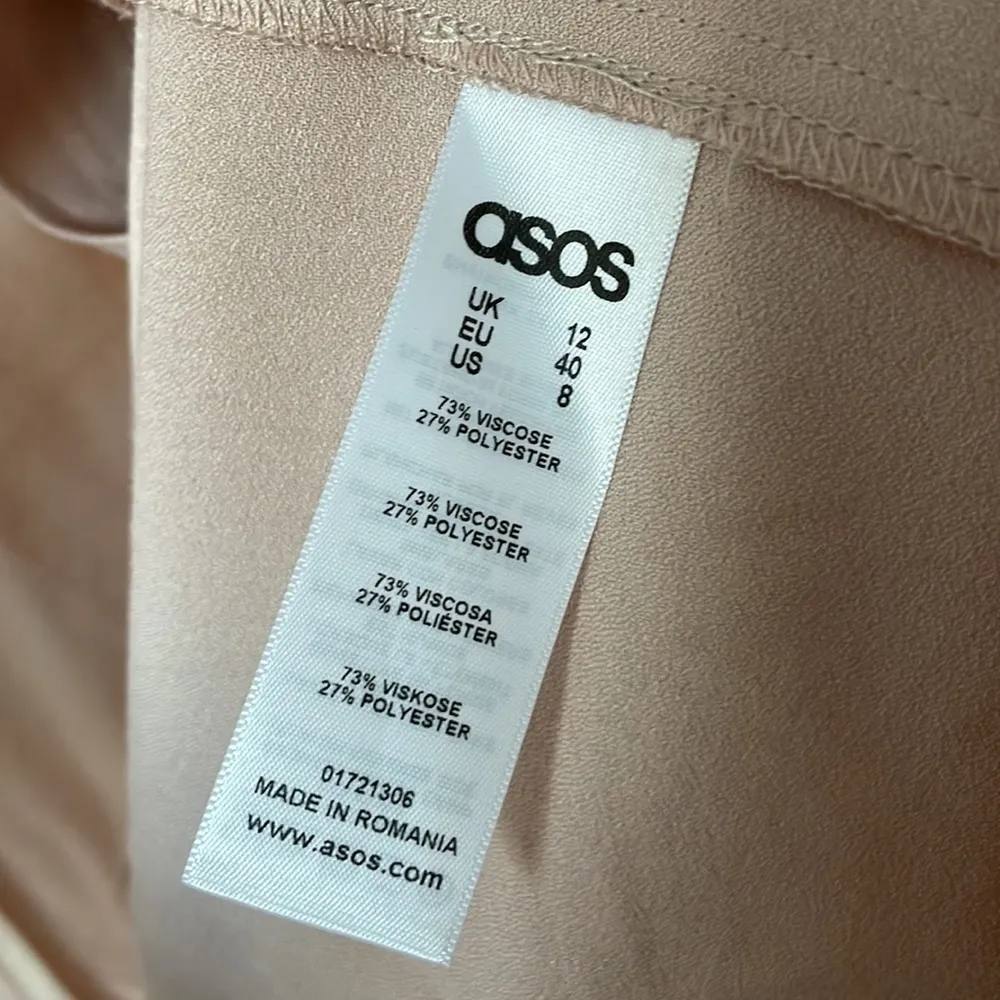 asos
UK 12
EU 40
US 8
73% VISCOSE
27% POLYESTER
73% VISCOSE
27% POLYESTER
73% VISCOSA
27% POLIÉSTER
73% VISKOSE
27% POLYESTER
01721306
MADE IN ROMANIA
www.asos.com